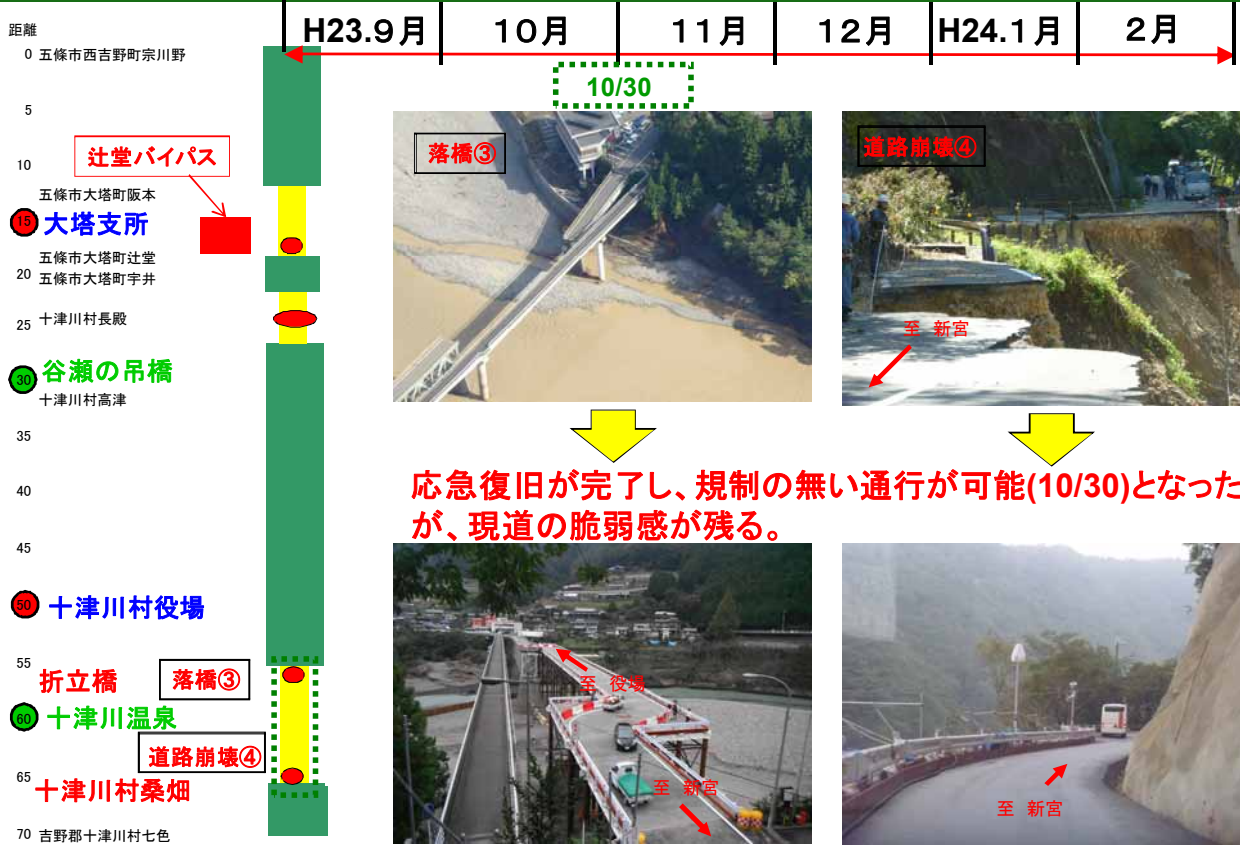 H23.9月 10月 11月 12月 H24.1月 2月
10/30
距離
0 五條市西吉野町宗川野
5
10
辻堂バイパス
五條市大塔町阪本
15 大塔支所
五條市大塔町辻堂
20 五條市大塔町宇井
25 十津川村長殿
30 谷瀬の吊橋
十津川村高津
35
40
45
50 十津川村役場
55
折立橋 落橋③
60 十津川温泉
道路崩壊④
65
十津川村桑畑
70 吉野郡十津川村七色
落橋③
道路崩壊④
至 新宮
応急復旧が完了し、規制の無い通行が可能(10/30)となった
が、現道の脆弱感が残る。
至 役場
至 新宮
至 新宮